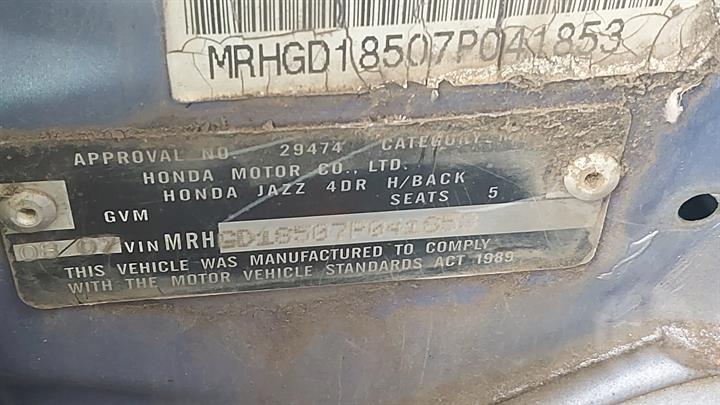 MRHGD18507P041853
APPROVAL NO. 29474 CATEGORY
HONDA MOTOR CO., LTD.
HONDA JAZZ 4DR H/BACK
GVM SEATS 5
08/07 VIN MRHGD18507P041853
THIS VEHICLE WAS MANUFACTURED TO COMPLY
WITH THE MOTOR VEHICLE STANDARDS ACT 1989